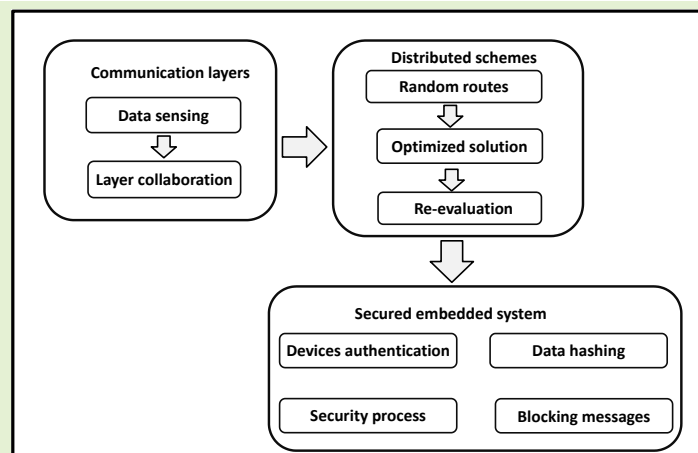 Communication layers
Data sensing
Layer collaboration
Distributed schemes
Random routes
Optimized solution
Re-evaluation
Secured embedded system
Devices authentication
Data hashing
Security process
Blocking messages